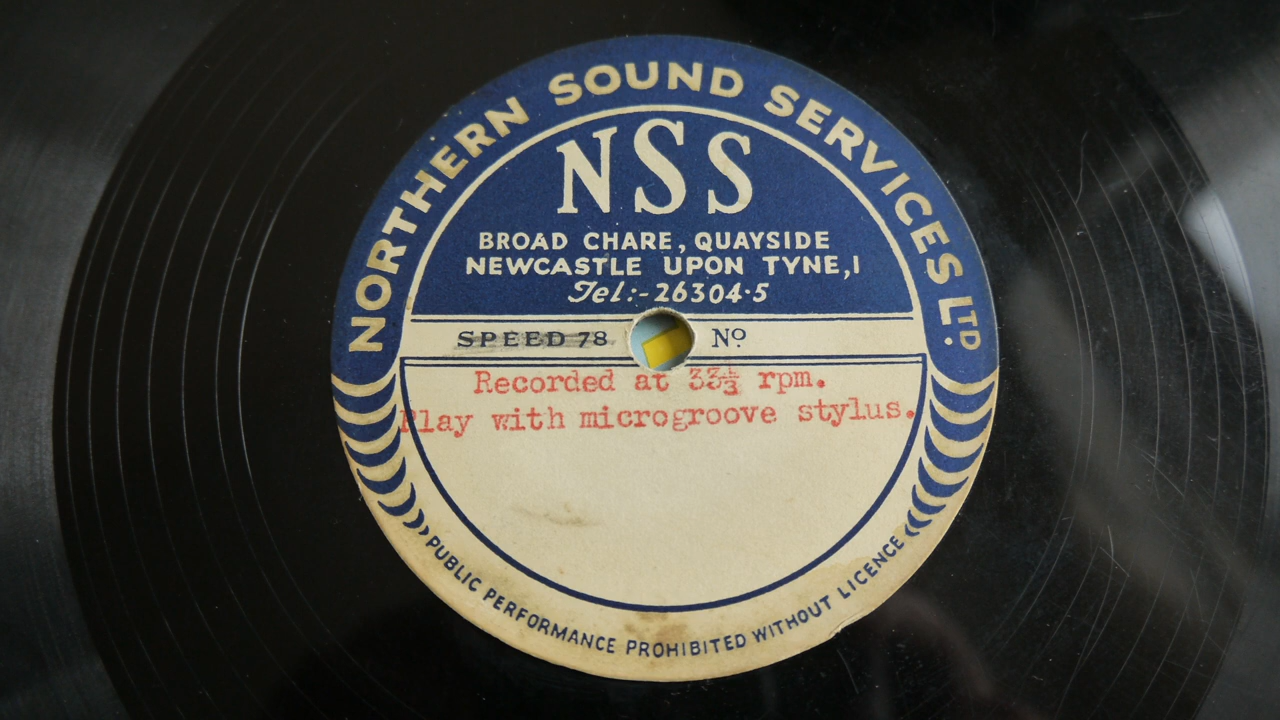 NORTHERN SOUND SERVICES LTD.
NSS
BROAD CHARE, QUAYSIDE
NEWCASTLE UPON TYNE, 1
Tel:- 26304·5
SPEED 78 Nº
Recorded at 33⅓ rpm.
Play with microgroove stylus.
PUBLIC PERFORMANCE PROHIBITED WITHOUT LICENCE